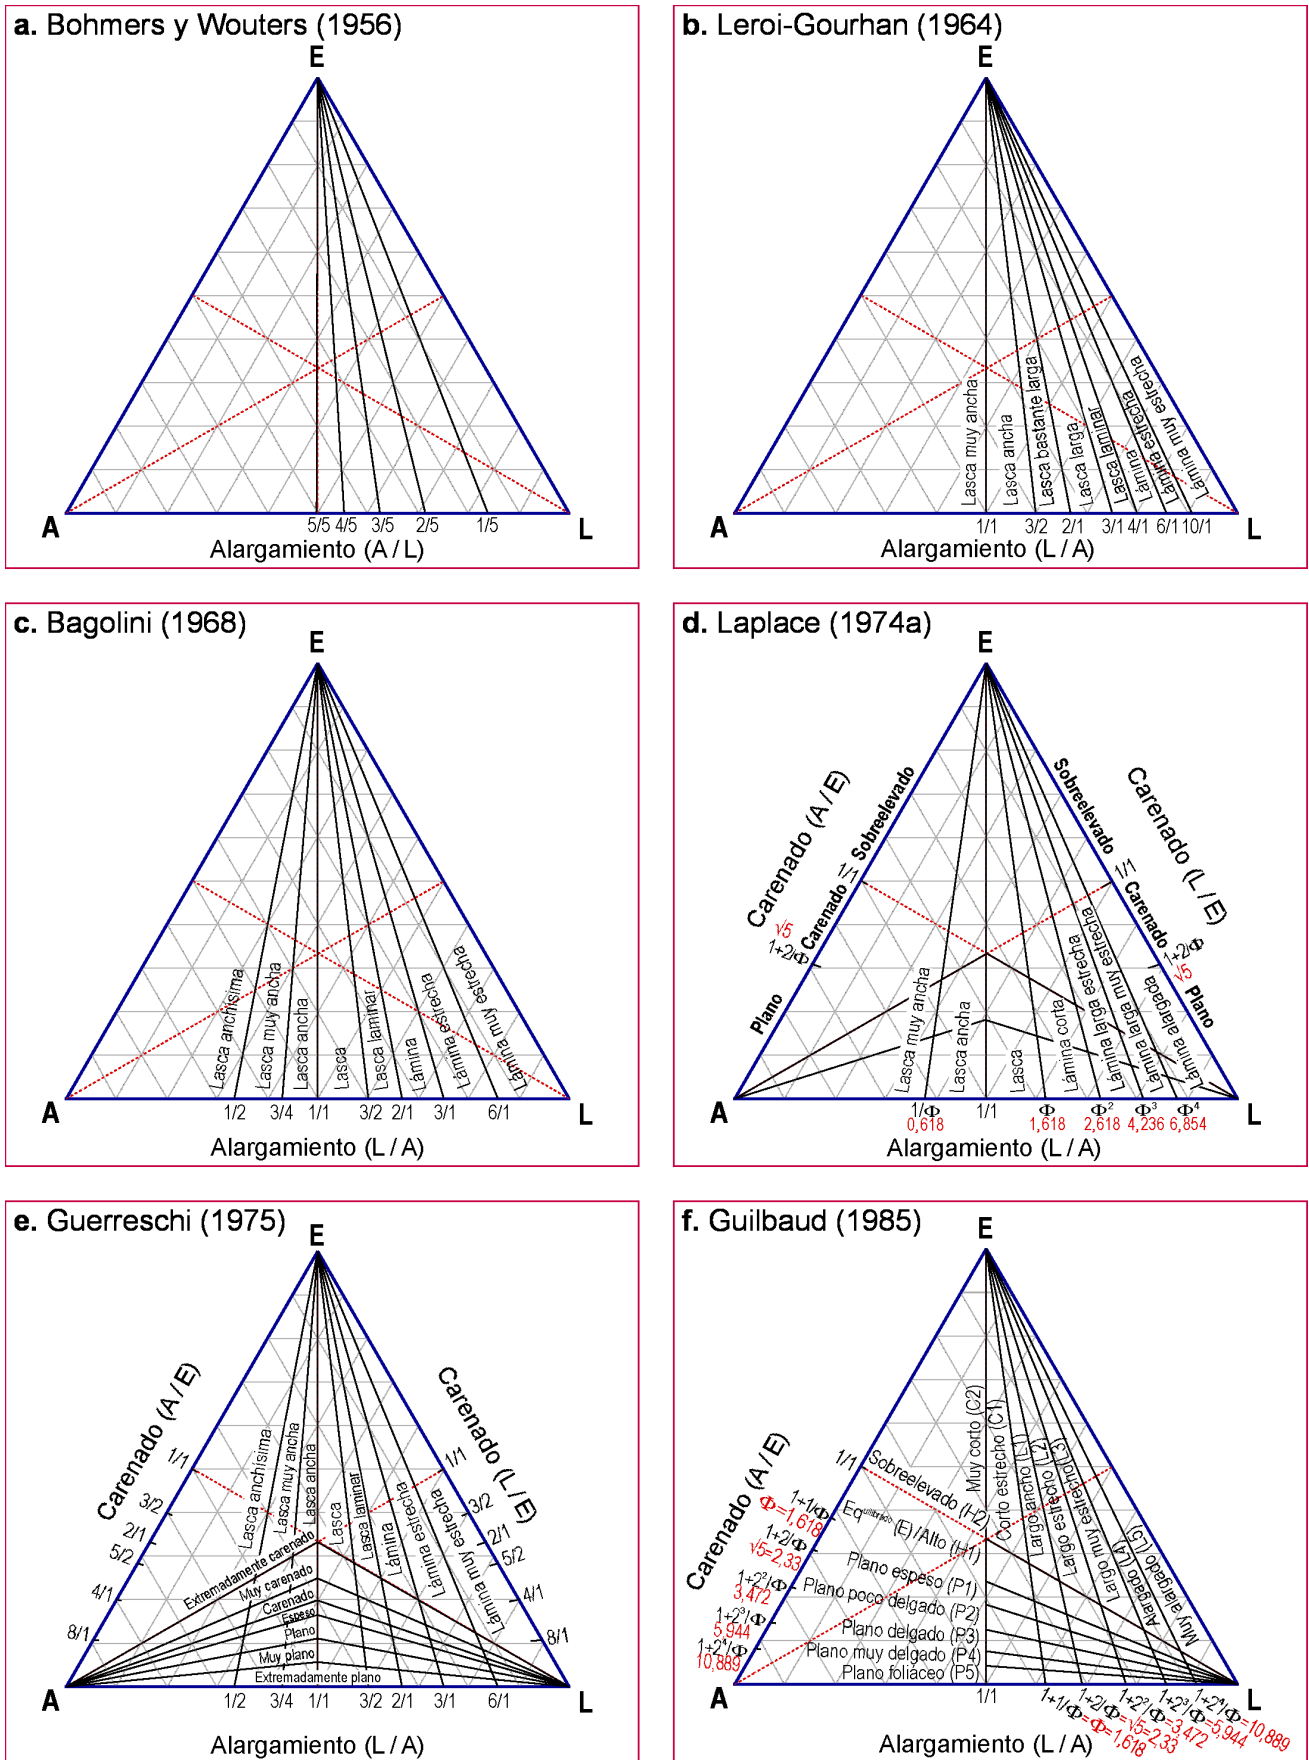 a. Bohmers y Wouters (1956)
E
A
L
5/5 4/5 3/5 2/5 1/5
Alargamiento (A / L)
b. Leroi-Gourhan (1964)
E
Lasca muy ancha
Lasca ancha
Lasca bastante larga
Lasca larga
Lasca laminar
Lámina
Lámina estrecha
Lámina muy estrecha
A
L
1/1 3/2 2/1 3/1 4/1 6/1 10/1
Alargamiento (L / A)
c. Bagolini (1968)
E
Lasca anchísima
Lasca muy ancha
Lasca ancha
Lasca
Lasca laminar
Lámina
Lámina estrecha
Lámina muy estrecha
A
L
1/2 3/4 1/1 3/2 2/1 3/1 6/1
Alargamiento (L / A)
d. Laplace (1974a)
E
Carenado (A / E)
Sobreelevado
1/1
Carenado
√5
1+2/Φ
Plano
Carenado (L / E)
Sobreelevado
1/1
Carenado
1+2/Φ
√5
Plano
Lasca muy ancha
Lasca ancha
Lasca
Lámina corta
Lámina larga estrecha
Lámina larga muy estrecha
Lámina alargada
A
L
1/Φ 1/1 Φ Φ² Φ³ Φ⁴
0,618 1,618 2,618 4,236 6,854
Alargamiento (L / A)
e. Guerreschi (1975)
E
Carenado (A / E)
1/1
3/2
2/1
5/2
4/1
8/1
Carenado (L / E)
1/1
3/2
2/1
5/2
4/1
8/1
Lasca anchísima
Lasca muy ancha
Lasca ancha
Lasca
Lasca laminar
Lámina
Lámina estrecha
Lámina muy estrecha
Extremadamente carenado
Muy carenado
Carenado
Espeso
Plano
Muy plano
Extremadamente plano
A
L
1/2 3/4 1/1 3/2 2/1 3/1 6/1
Alargamiento (L / A)
f. Guilbaud (1985)
E
Carenado (A / E)
1/1
1+1/Φ
Φ=1,618
1+2/Φ
√5=2,33
1+2²/Φ
3,472
1+2³/Φ
5,944
1+2⁴/Φ
10,889
Sobreelevado (H2)
Equilibrado (E)/Alto (H1)
Plano espeso (P1)
Plano poco delgado (P2)
Plano delgado (P3)
Plano muy delgado (P4)
Plano foliáceo (P5)
Muy corto (C2)
Corto estrecho (C1)
Largo ancho (L1)
Largo estrecho (L2)
Largo muy estrecho(L3)
Alargado (L4)
Muy alargado (L5)
A
L
1/1
1+1/Φ=Φ=1,618
1+2/Φ=√5=2,33
1+2²/Φ=3,472
1+2³/Φ=5,944
1+2⁴/Φ=10,889
Alargamiento (L / A)